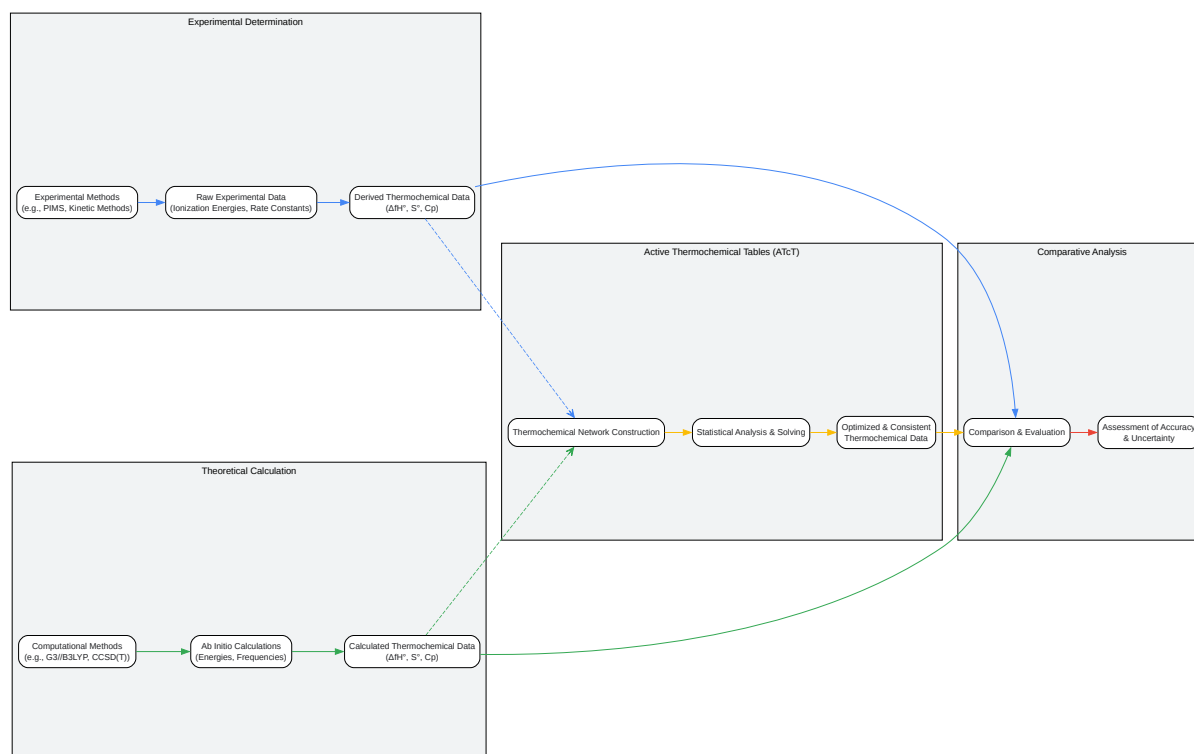 Experimental Determination
Experimental Methods
(e.g., PIMS, Kinetic Methods)
Raw Experimental Data
(Ionization Energies, Rate Constants)
Derived Thermochemical Data
(ΔfH°, S°, Cp)
Active Thermochemical Tables (ATcT)
Thermochemical Network Construction
Statistical Analysis & Solving
Optimized & Consistent
Thermochemical Data
Comparative Analysis
Comparison & Evaluation
Assessment of Accuracy
& Uncertainty
Theoretical Calculation
Computational Methods
(e.g., G3//B3LYP, CCSD(T))
Ab Initio Calculations
(Energies, Frequencies)
Calculated Thermochemical Data
(ΔfH°, S°, Cp)